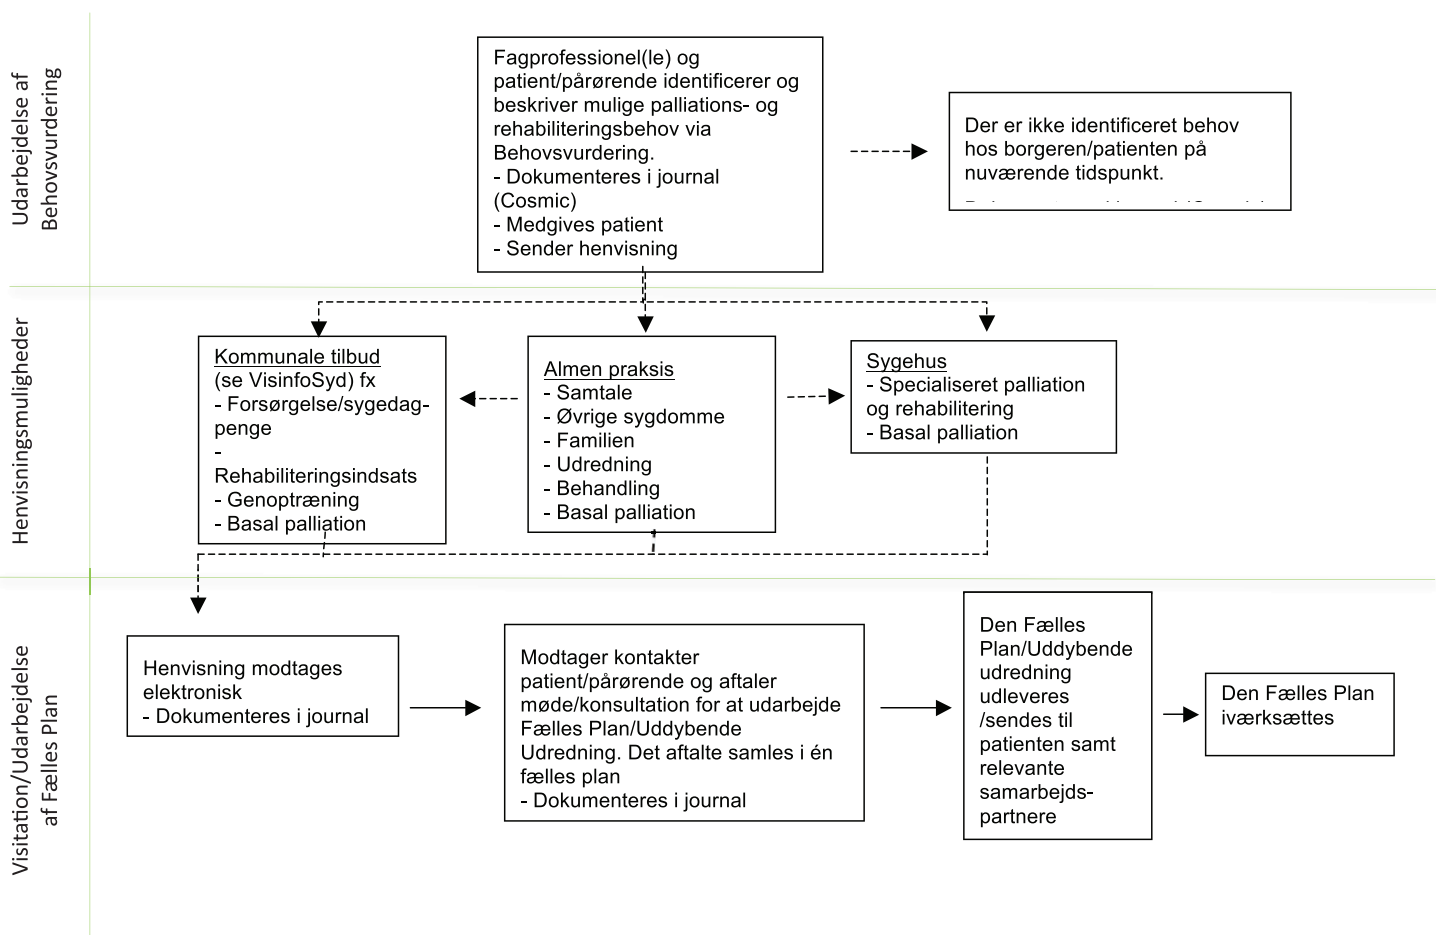 Udarbejdelse af
Behovsvurdering
Fagprofessionel(le) og
patient/pårørende identificerer og
beskriver mulige palliations- og
rehabiliteringsbehov via
Behovsvurdering.
- Dokumenteres i journal
(Cosmic)
- Medgives patient
- Sender henvisning
Der er ikke identificeret behov
hos borgeren/patienten på
nuværende tidspunkt.
Henvisningsmuligheder
Kommunale tilbud
(se VisinfoSyd) fx
- Forsørgelse/sygedag-
penge
-
Rehabiliteringsindsats
- Genoptræning
- Basal palliation
Almen praksis
- Samtale
- Øvrige sygdomme
- Familien
- Udredning
- Behandling
- Basal palliation
Sygehus
- Specialiseret palliation
og rehabilitering
- Basal palliation
Visitation/Udarbejdelse
af Fælles Plan
Henvisning modtages
elektronisk
- Dokumenteres i journal
Modtager kontakter
patient/pårørende og aftaler
møde/konsultation for at udarbejde
Fælles Plan/Uddybende
Udredning. Det aftalte samles i én
fælles plan
- Dokumenteres i journal
Den Fælles
Plan/Uddybende
udredning
udleveres
/sendes til
patienten samt
relevante
samarbejds-
partnere
Den Fælles Plan
iværksættes